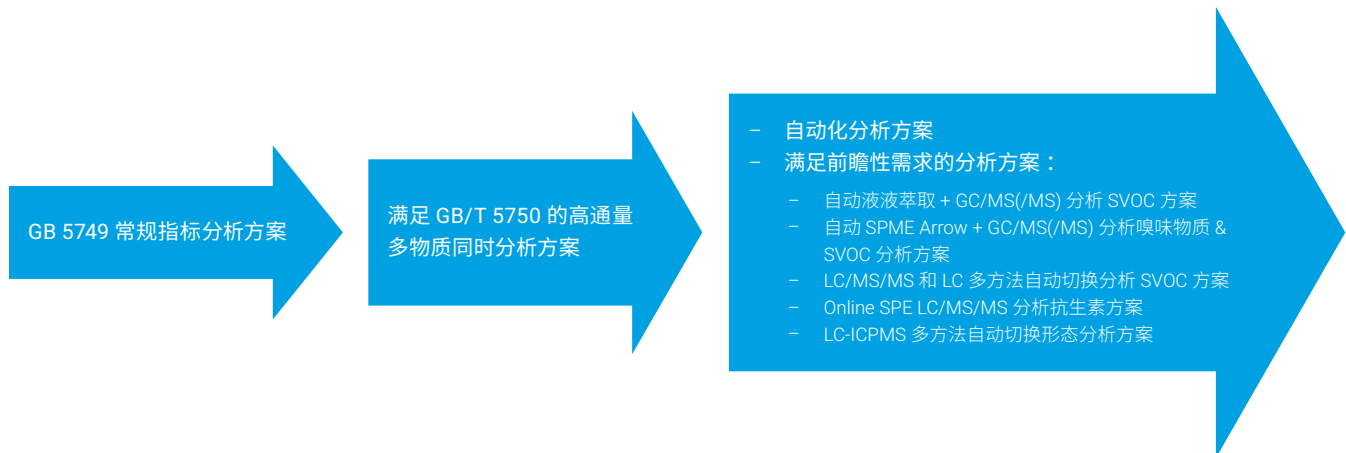 GB 5749 常规指标分析方案
满足 GB/T 5750 的高通量
多物质同时分析方案
– 自动化分析方案
– 满足前瞻性需求的分析方案：
– 自动液液萃取 + GC/MS(/MS) 分析 SVOC 方案
– 自动 SPME Arrow + GC/MS(/MS) 分析嗅味物质 &
SVOC 分析方案
– LC/MS/MS 和 LC 多方法自动切换分析 SVOC 方案
– Online SPE LC/MS/MS 分析抗生素方案
– LC-ICPMS 多方法自动切换形态分析方案